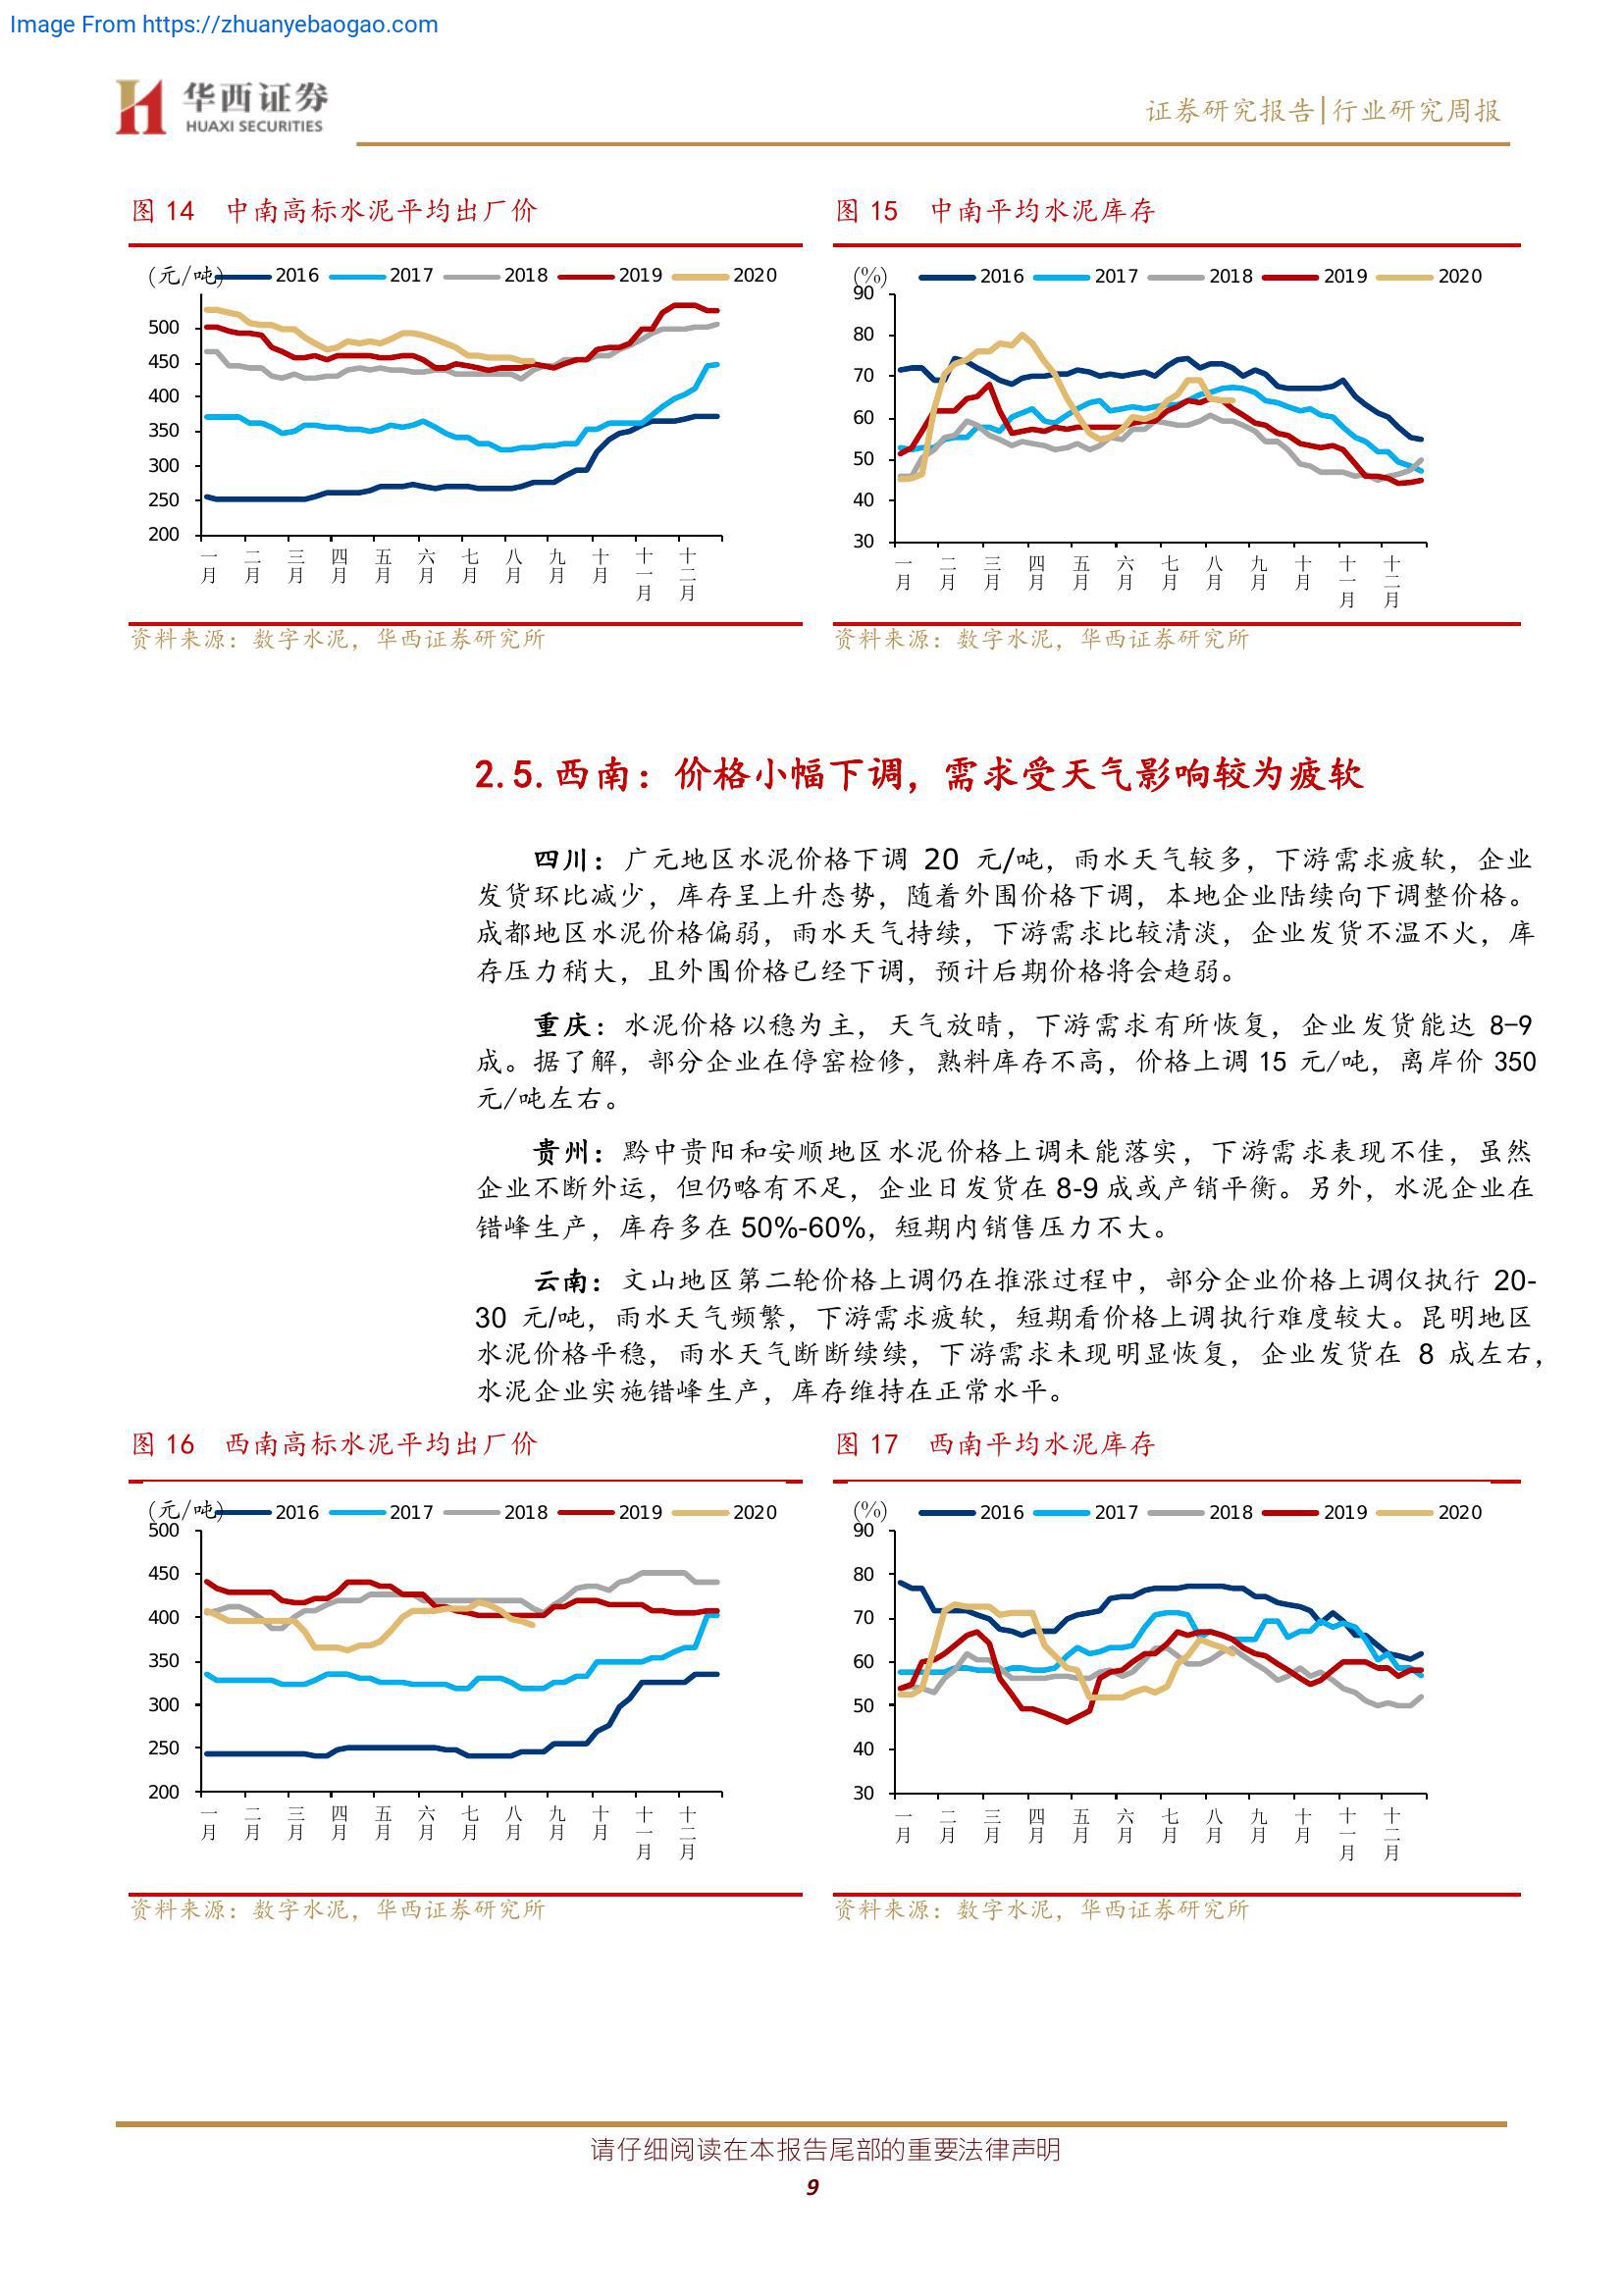 Image From https://zhuanyebaogao.com
华西证券
HUAXI SECURITIES
证券研究报告|行业研究周报
图 14 中南高标水泥平均出厂价
图 15 中南平均水泥库存
(元/吨) 2016 2017 2018 2019 2020
500
450
400
350
300
250
200
一月 二月 三月 四月 五月 六月 七月 八月 九月 十月 十一月 十二月
(%) 2016 2017 2018 2019 2020
90
80
70
60
50
40
30
一月 二月 三月 四月 五月 六月 七月 八月 九月 十月 十一月 十二月
资料来源：数字水泥，华西证券研究所
资料来源：数字水泥，华西证券研究所
2.5.西南：价格小幅下调，需求受天气影响较为疲软
四川：广元地区水泥价格下调 20 元/吨，雨水天气较多，下游需求疲软，企业
发货环比减少，库存呈上升态势，随着外围价格下调，本地企业陆续向下调整价格。
成都地区水泥价格偏弱，雨水天气持续，下游需求比较清淡，企业发货不温不火，库
存压力稍大，且外围价格已经下调，预计后期价格将会趋弱。
重庆：水泥价格以稳为主，天气放晴，下游需求有所恢复，企业发货能达 8-9
成。据了解，部分企业在停窑检修，熟料库存不高，价格上调 15 元/吨，离岸价 350
元/吨左右。
贵州：黔中贵阳和安顺地区水泥价格上调未能落实，下游需求表现不佳，虽然
企业不断外运，但仍略有不足，企业日发货在 8-9 成或产销平衡。另外，水泥企业在
错峰生产，库存多在 50%-60%，短期内销售压力不大。
云南：文山地区第二轮价格上调仍在推涨过程中，部分企业价格上调仅执行 20-
30 元/吨，雨水天气频繁，下游需求疲软，短期看价格上调执行难度较大。昆明地区
水泥价格平稳，雨水天气断断续续，下游需求未现明显恢复，企业发货在 8 成左右，
水泥企业实施错峰生产，库存维持在正常水平。
图 16 西南高标水泥平均出厂价
图 17 西南平均水泥库存
(元/吨) 2016 2017 2018 2019 2020
500
450
400
350
300
250
200
一月 二月 三月 四月 五月 六月 七月 八月 九月 十月 十一月 十二月
(%) 2016 2017 2018 2019 2020
90
80
70
60
50
40
30
一月 二月 三月 四月 五月 六月 七月 八月 九月 十月 十一月 十二月
资料来源：数字水泥，华西证券研究所
资料来源：数字水泥，华西证券研究所
请仔细阅读在本报告尾部的重要法律声明
9